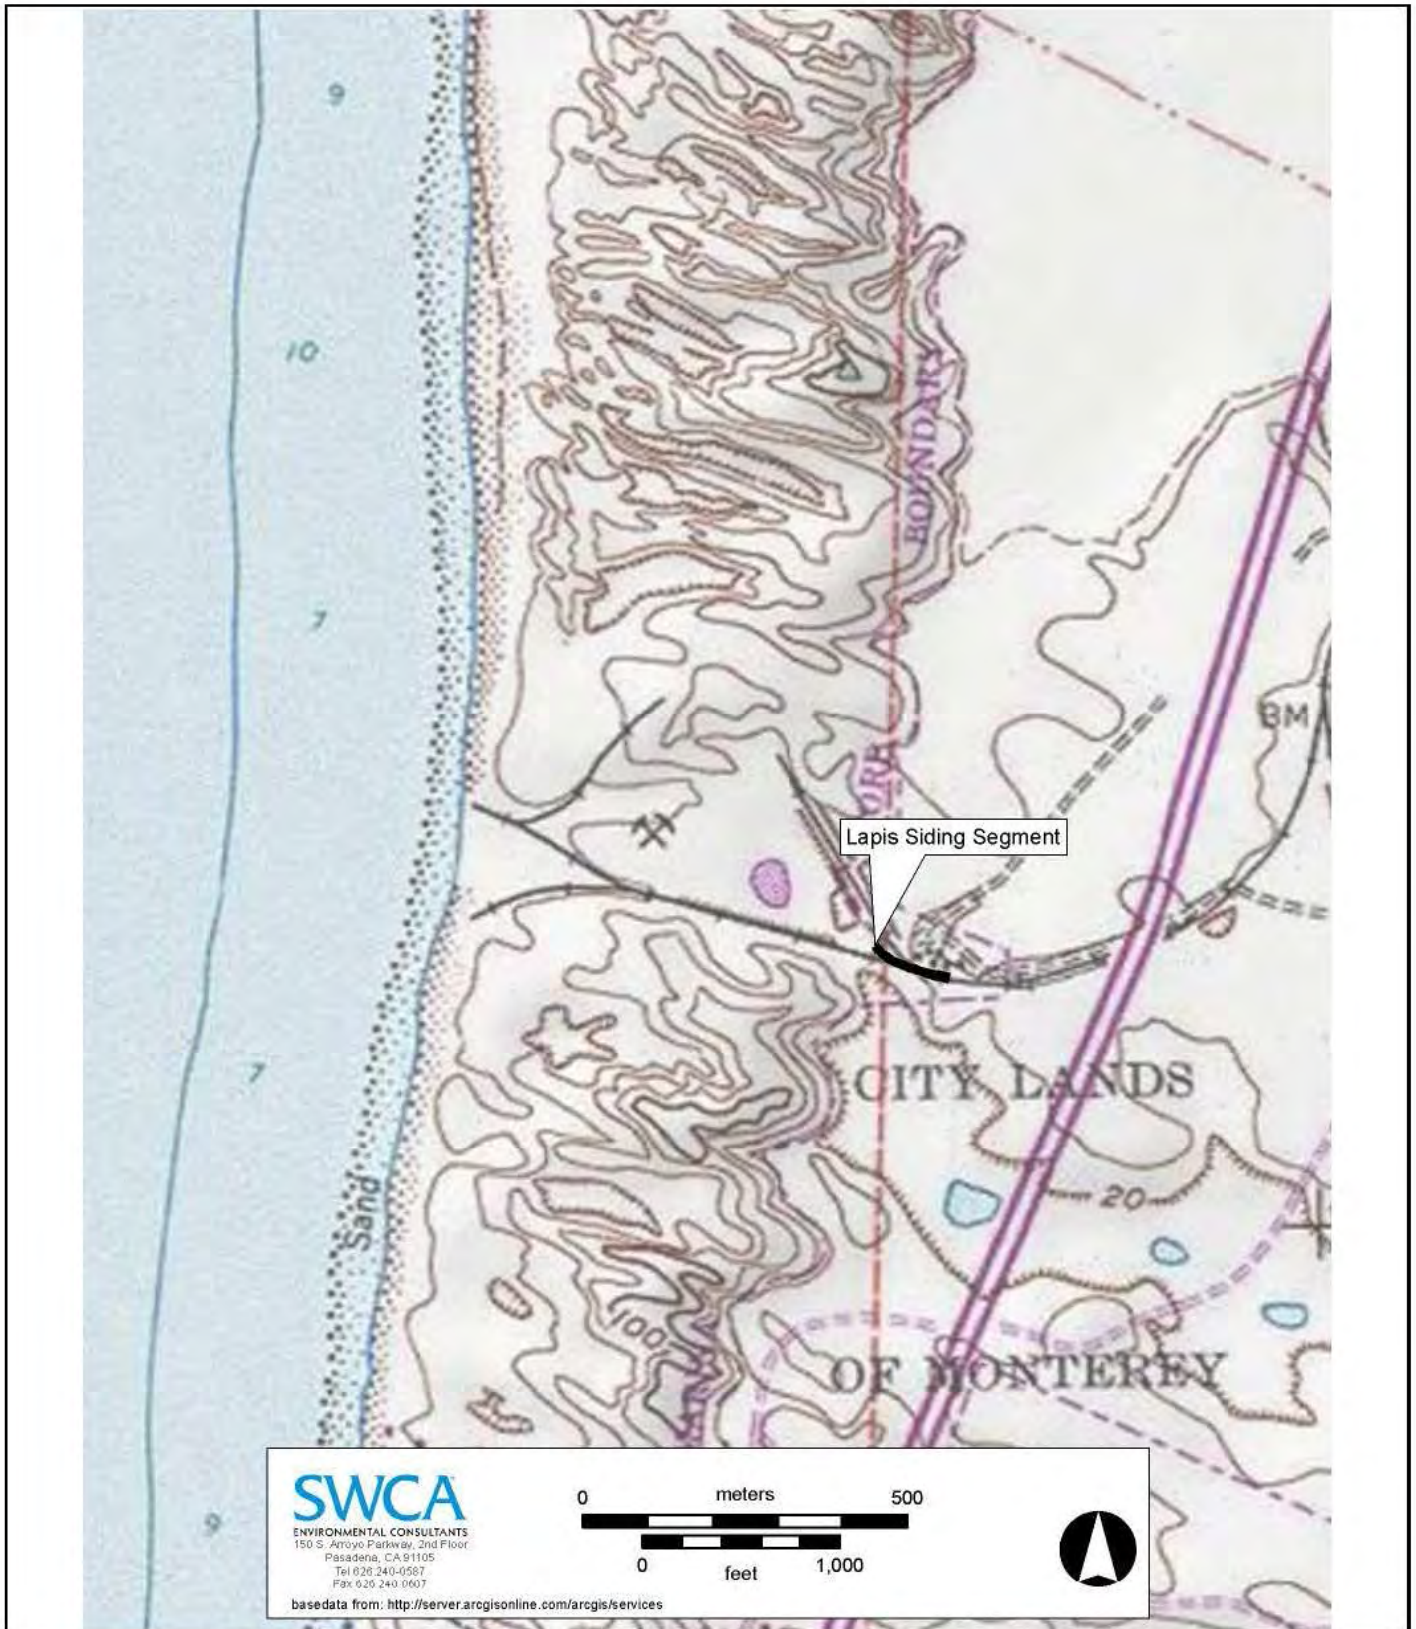 9
10
BOUNDARY
7
BM
Lapis Siding Segment
7
CITY LANDS
20
Sand
100
OF MONTEREY
9
SWCA
ENVIRONMENTAL CONSULTANTS
150 S. Arroyo Parkway, 2nd Floor
Pasadena, CA 91105
Tel 626.240-0587
Fax 626.240.0607
0 meters 500
0 feet 1,000
basedata from: http://server.arcgisonline.com/arcgis/services